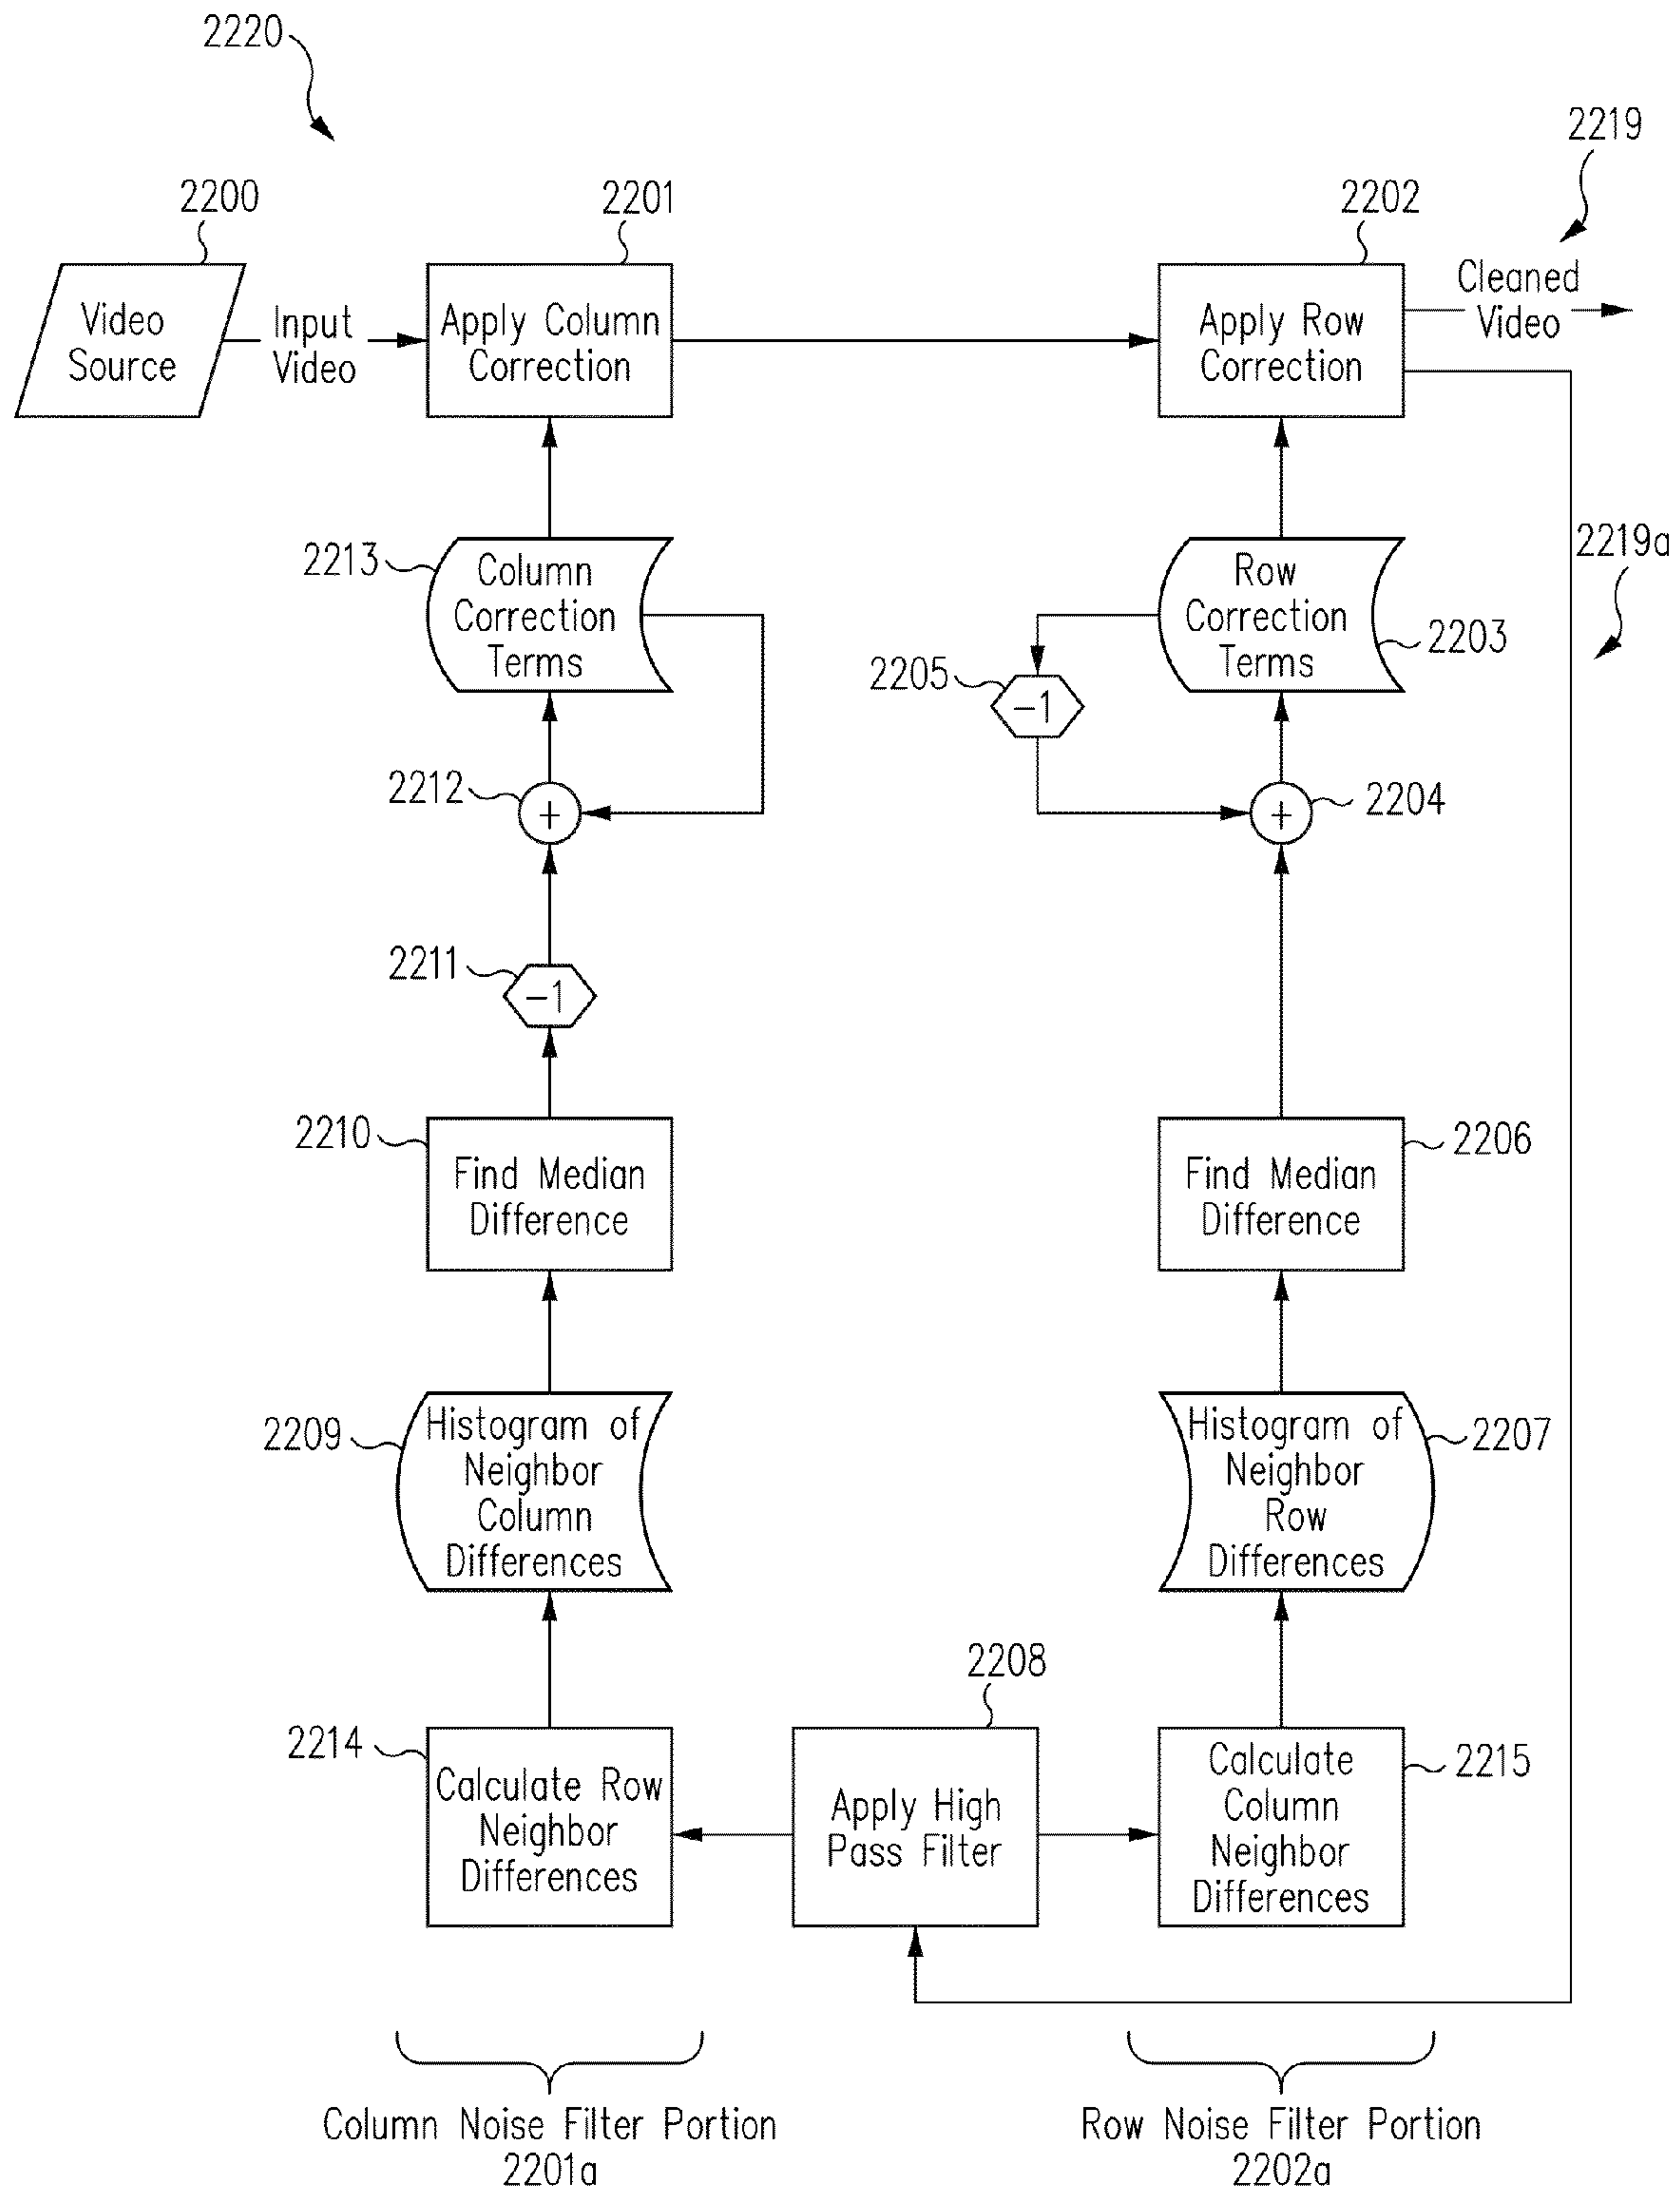 2220
2219
2200
2201
2202
Video
Source
Input
Video
Apply Column
Correction
Apply Row
Correction
Cleaned
Video
2219a
2213
Column
Correction
Terms
Row
Correction
Terms
2203
2205
−1
2212
+
+
2204
2211
−1
2210
Find Median
Difference
Find Median
Difference
2206
2209
Histogram of
Neighbor
Column
Differences
Histogram of
Neighbor
Row
Differences
2207
2208
2214
Calculate Row
Neighbor
Differences
Apply High
Pass Filter
Calculate
Column
Neighbor
Differences
2215
Column Noise Filter Portion
2201a
Row Noise Filter Portion
2202a